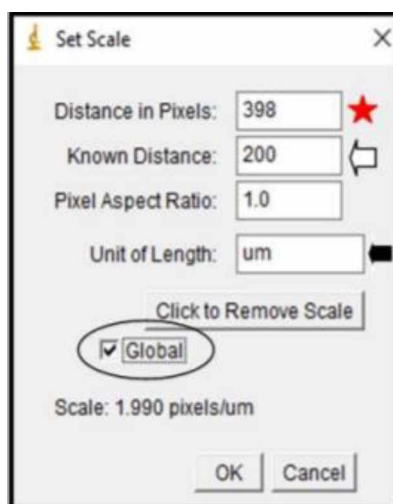 Set Scale
Distance in Pixels: 398
Known Distance: 200
Pixel Aspect Ratio: 1.0
Unit of Length: um
Click to Remove Scale
Global
Scale: 1.990 pixels/um
OK Cancel